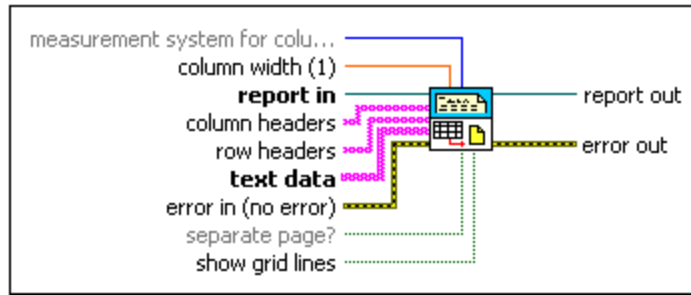 measurement system for colu...
column width (1)
report in
report out
column headers
row headers
error out
text data
error in (no error)
separate page?
show grid lines